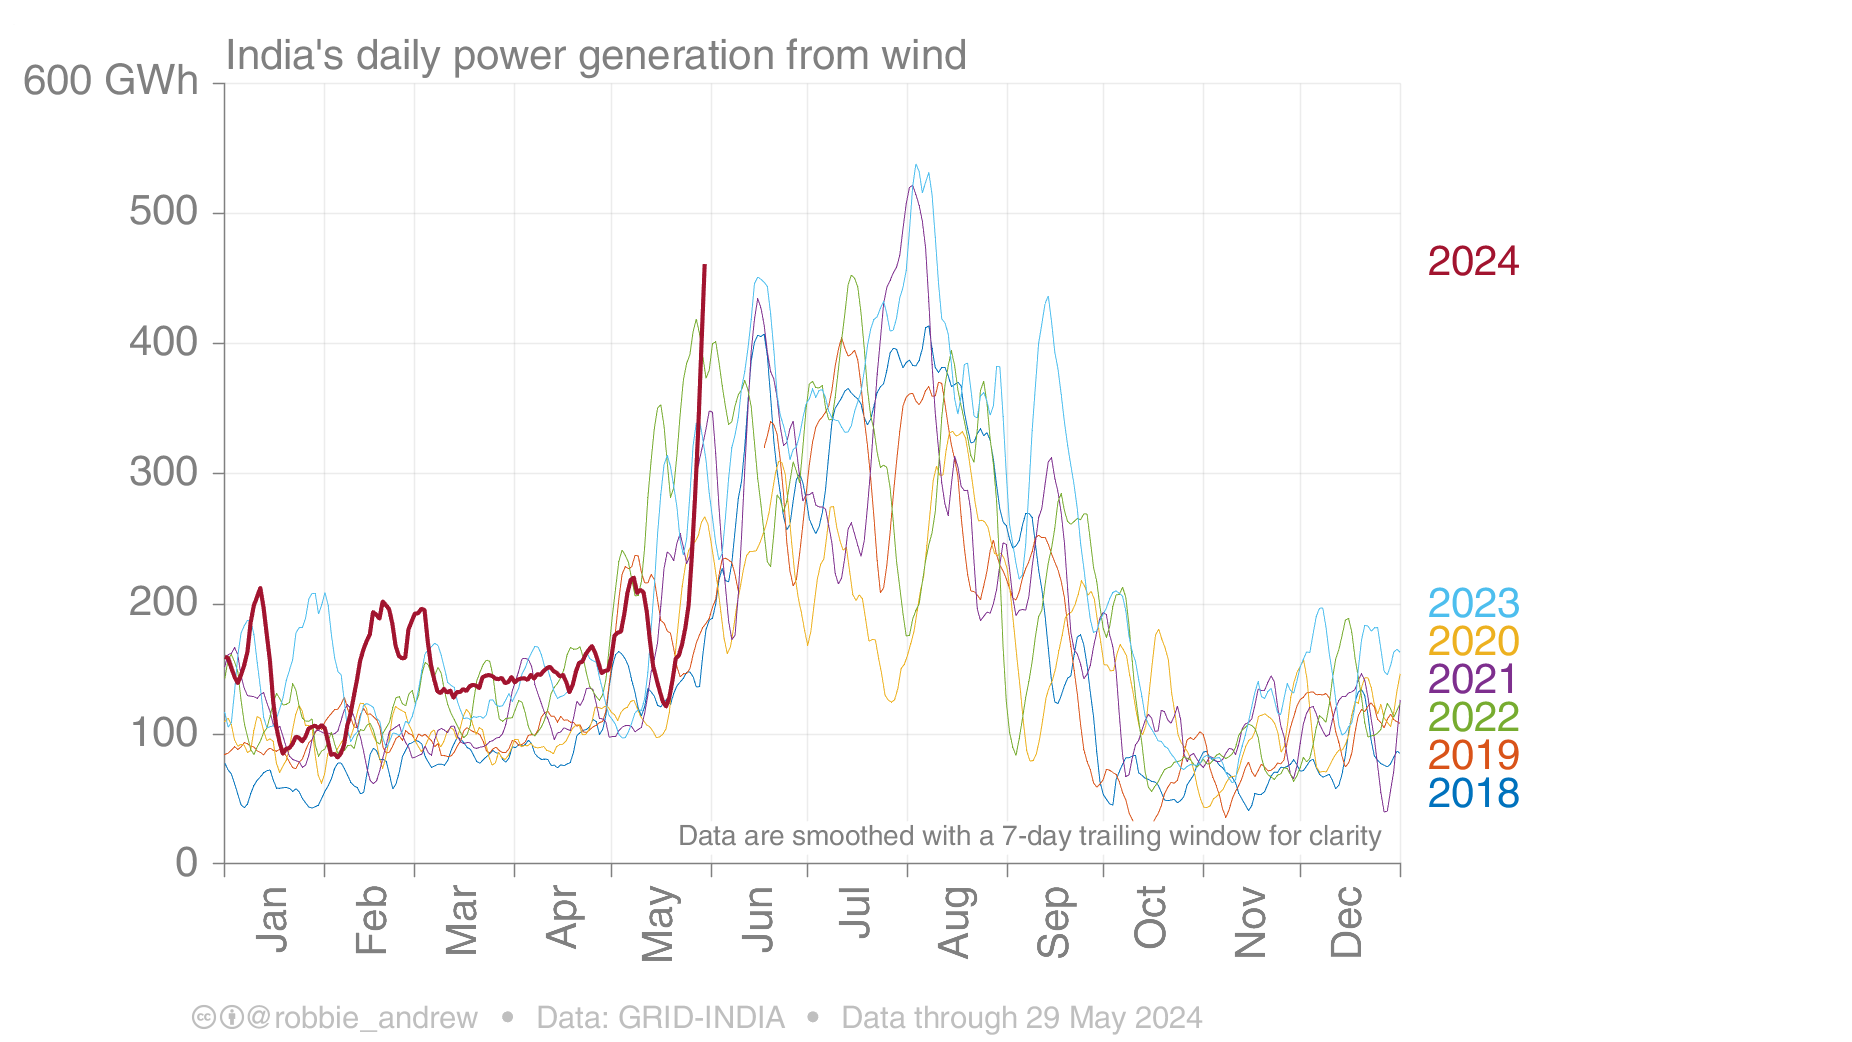 India's daily power generation from wind
600 GWh
500
400
300
200
100
0
2024
2023
2020
2021
2022
2019
2018
Data are smoothed with a 7-day trailing window for clarity
Jan
Feb
Mar
Apr
May
Jun
Jul
Aug
Sep
Oct
Nov
Dec
@robbie_andrew • Data: GRID-INDIA • Data through 29 May 2024